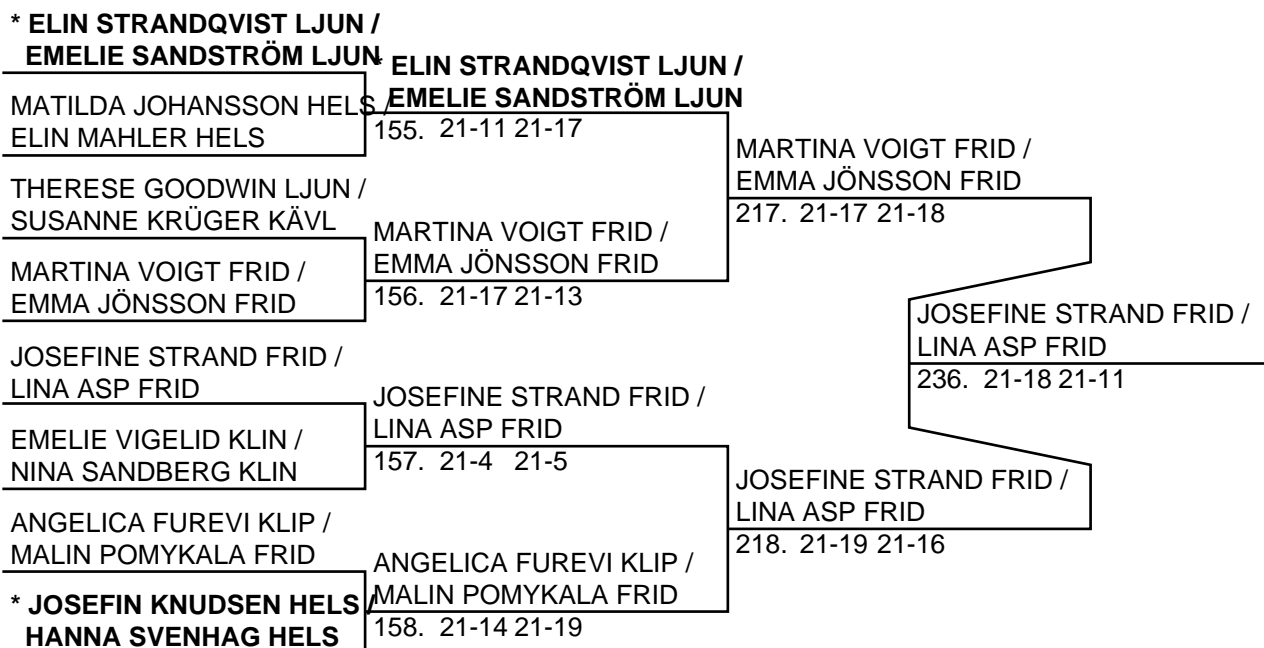 * ELIN STRANDQVIST LJUN /
EMELIE SANDSTRÖM LJUN
MATILDA JOHANSSON HELS /
ELIN MAHLER HELS
THERESE GOODWIN LJUN /
SUSANNE KRÜGER KÄVL
MARTINA VOIGT FRID /
EMMA JÖNSSON FRID
JOSEFINE STRAND FRID /
LINA ASP FRID
EMELIE VIGELID KLIN /
NINA SANDBERG KLIN
ANGELICA FUREVI KLIP /
MALIN POMYKALA FRID
* JOSEFIN KNUDSEN HELS /
HANNA SVENHAG HELS
* ELIN STRANDQVIST LJUN /
EMELIE SANDSTRÖM LJUN
155. 21-11 21-17
MARTINA VOIGT FRID /
EMMA JÖNSSON FRID
156. 21-17 21-13
JOSEFINE STRAND FRID /
LINA ASP FRID
157. 21-4 21-5
ANGELICA FUREVI KLIP /
MALIN POMYKALA FRID
158. 21-14 21-19
MARTINA VOIGT FRID /
EMMA JÖNSSON FRID
217. 21-17 21-18
JOSEFINE STRAND FRID /
LINA ASP FRID
218. 21-19 21-16
JOSEFINE STRAND FRID /
LINA ASP FRID
236. 21-18 21-11